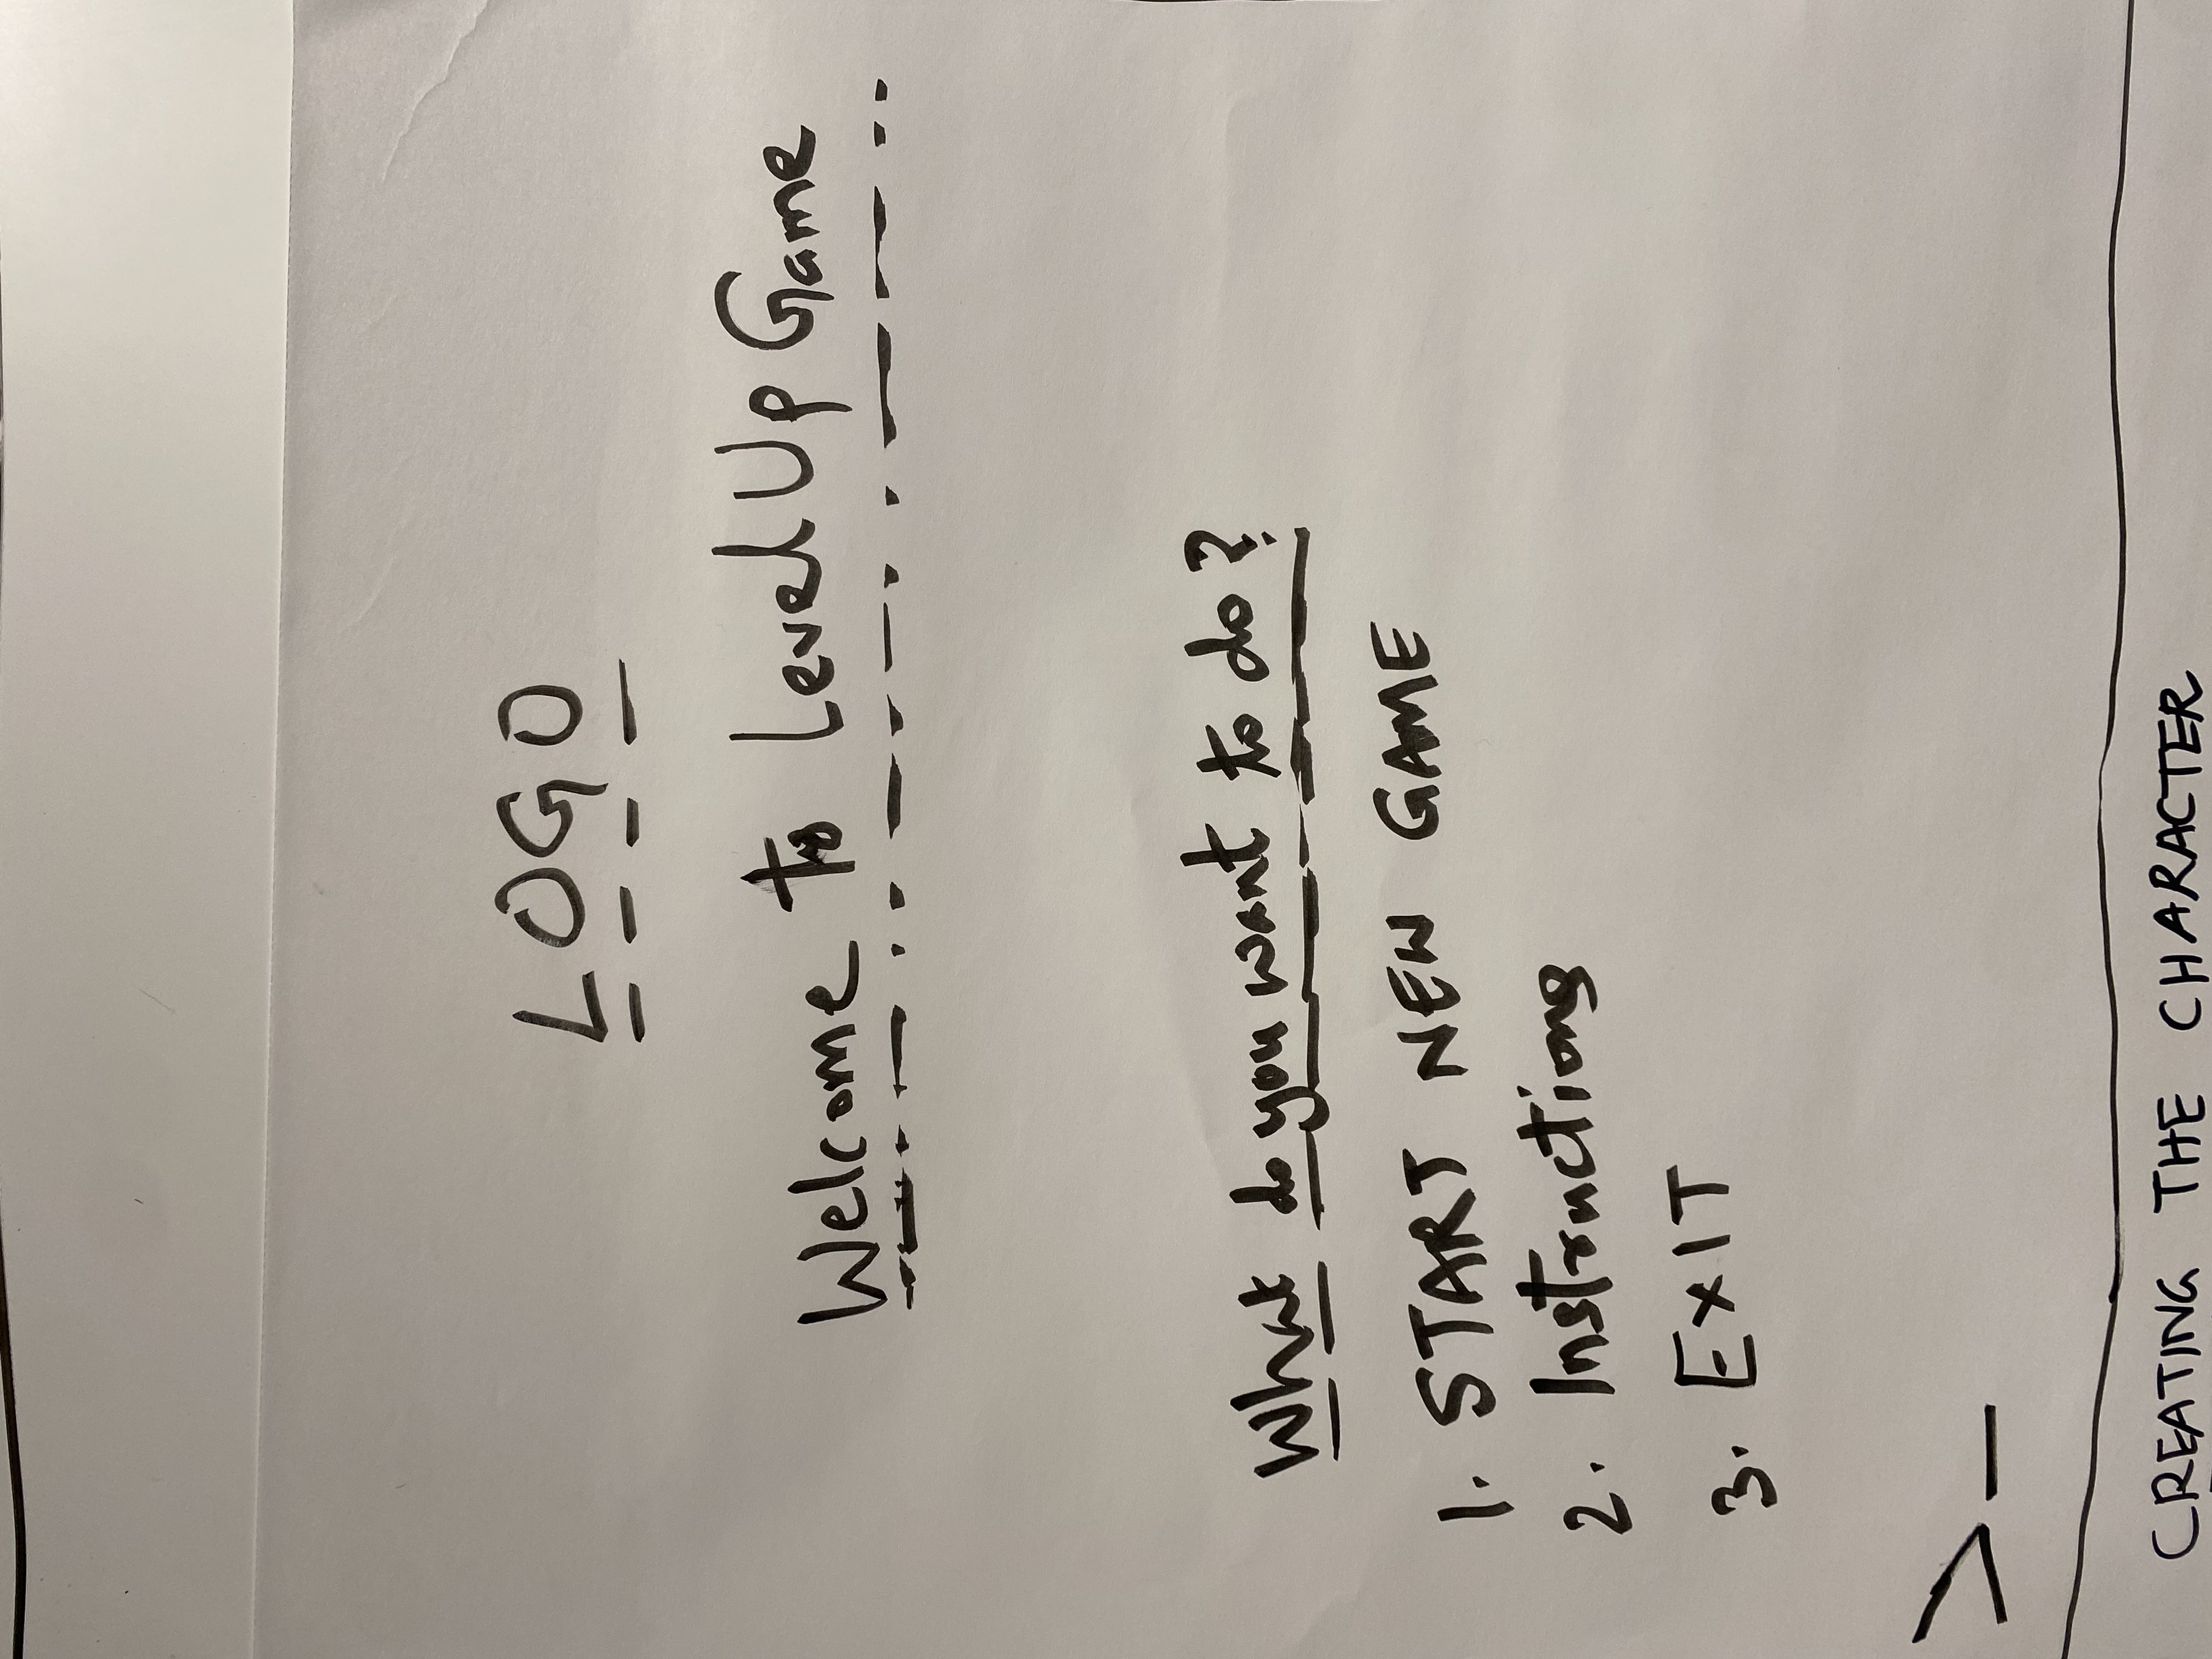 LOGO
Welcome to Level Up Game
What do you want to do?
1. START NEW GAME
2. Instructions
3. EXIT
>_
CREATING THE CHARACTER